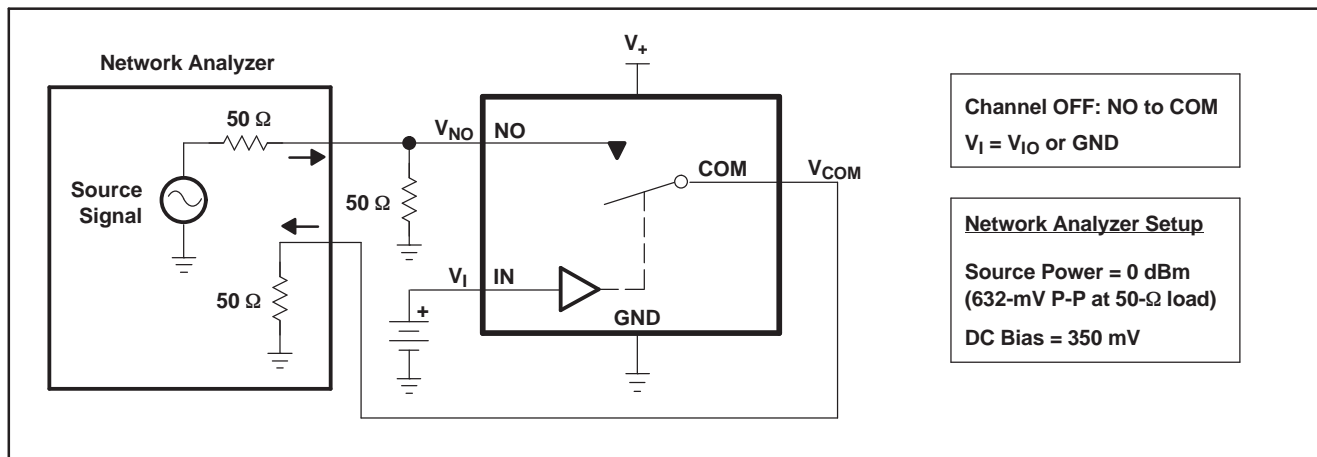 V+
Network Analyzer
50 Ω
VNO
NO
COM
VCOM
Source
Signal
50 Ω
VI
IN
50 Ω
+
GND
Channel OFF: NO to COM
VI = VIO or GND
Network Analyzer Setup
Source Power = 0 dBm
(632-mV P-P at 50-Ω load)
DC Bias = 350 mV